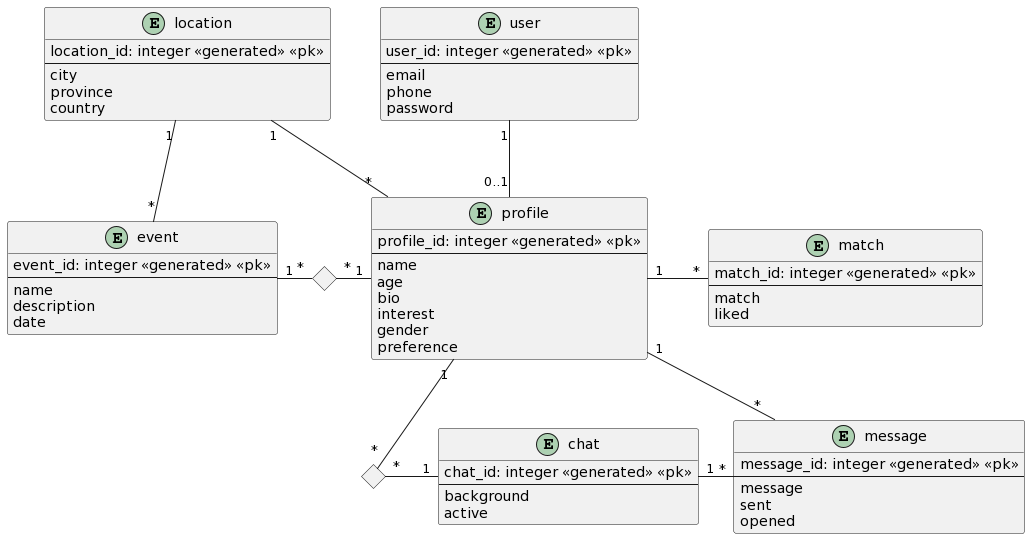 E location
location_id: integer «generated» «pk»
city
province
country
E user
user_id: integer «generated» «pk»
email
phone
password
1
1
1
*
*
0..1
E event
event_id: integer «generated» «pk»
name
description
date
1 *
* 1
E profile
profile_id: integer «generated» «pk»
name
age
bio
interest
gender
preference
1 *
E match
match_id: integer «generated» «pk»
match
liked
1
*
1
*
* 1
E chat
chat_id: integer «generated» «pk»
background
active
1 *
E message
message_id: integer «generated» «pk»
message
sent
opened